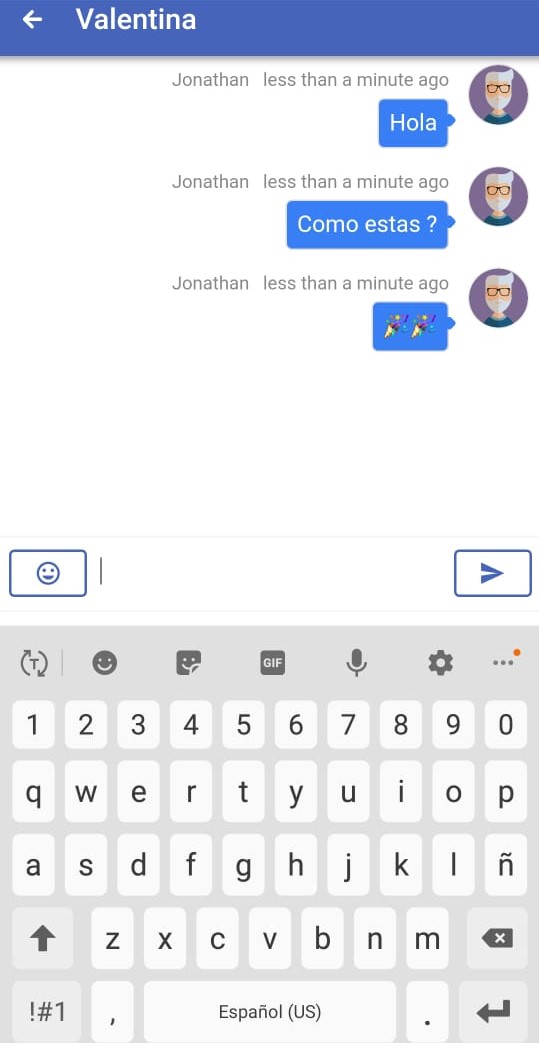 Valentina
Jonathan less than a minute ago
Hola
Jonathan less than a minute ago
Como estas ?
Jonathan less than a minute ago
🎉🎉
T
GIF
1 2 3 4 5 6 7 8 9 0
q w e r t y u i o p
a s d f g h j k l ñ
z x c v b n m
!#1 , Español (US) .